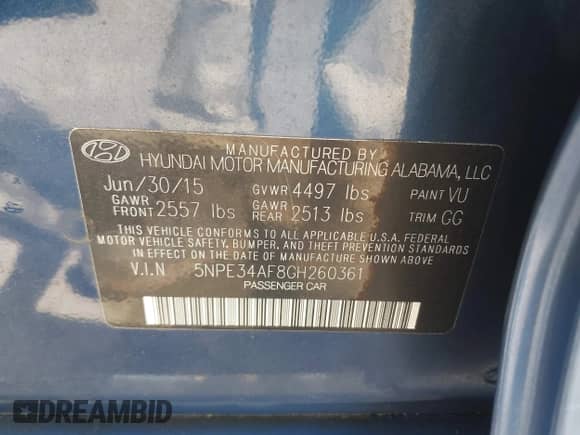 MANUFACTURED BY
HYUNDAI MOTOR MANUFACTURING ALABAMA, LLC
Jun/30/15 GVWR 4497 lbs PAINT VU
GAWR FRONT 2557 lbs GAWR REAR 2513 lbs TRIM GG
THIS VEHICLE CONFORMS TO ALL APPLICABLE U.S.A. FEDERAL
MOTOR VEHICLE SAFETY, BUMPER, AND THEFT PREVENTION STANDARDS
IN EFFECT ON THE DATE OF MANUFACTURE SHOWN ABOVE.
V.I.N 5NPE34AF8GH260361
PASSENGER CAR
DREAMBID